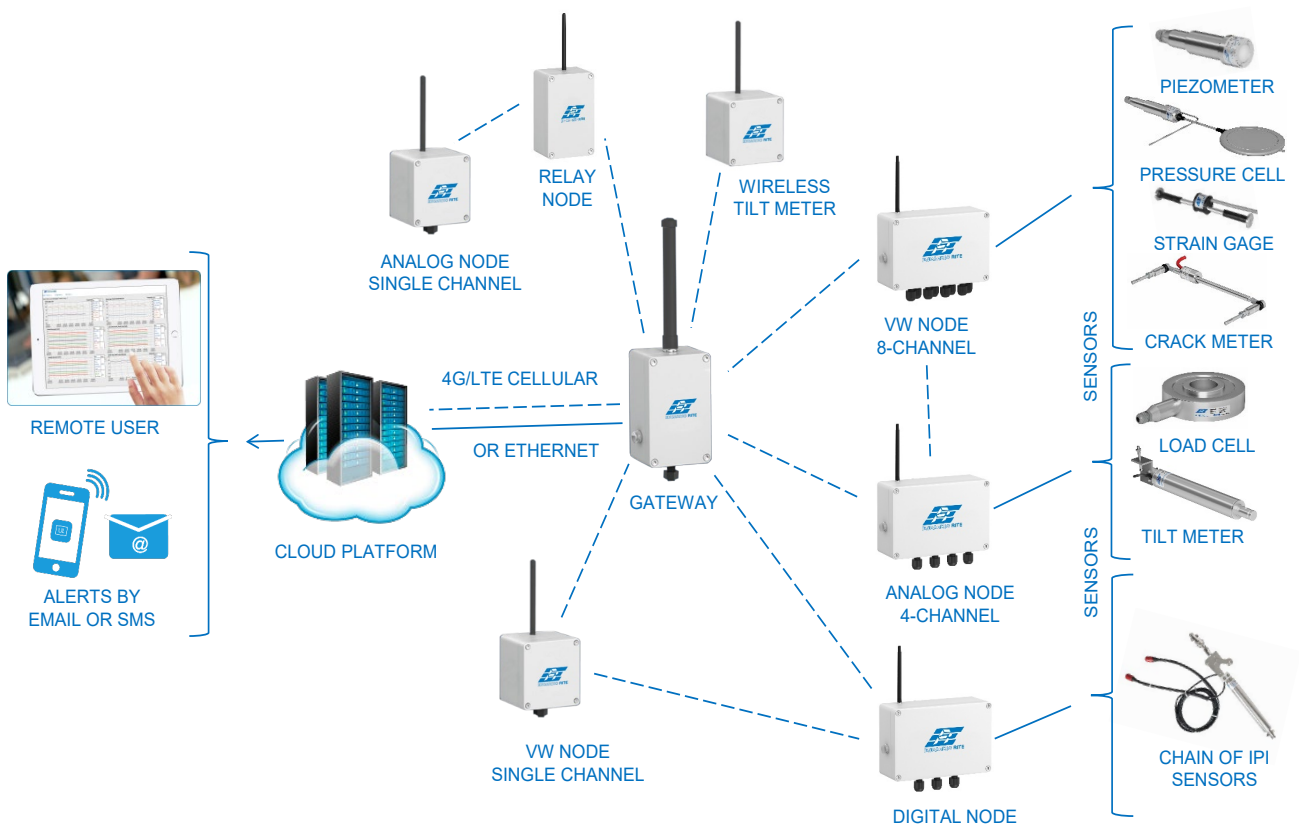 PIEZOMETER
PRESSURE CELL
STRAIN GAGE
CRACK METER
SENSORS
LOAD CELL
TILT METER
SENSORS
CHAIN OF IPI
SENSORS
RELAY
NODE
WIRELESS
TILT METER
ANALOG NODE
SINGLE CHANNEL
VW NODE
8-CHANNEL
4G/LTE CELLULAR
OR ETHERNET
GATEWAY
REMOTE USER
CLOUD PLATFORM
@
ALERTS BY
EMAIL OR SMS
ANALOG NODE
4-CHANNEL
VW NODE
SINGLE CHANNEL
DIGITAL NODE